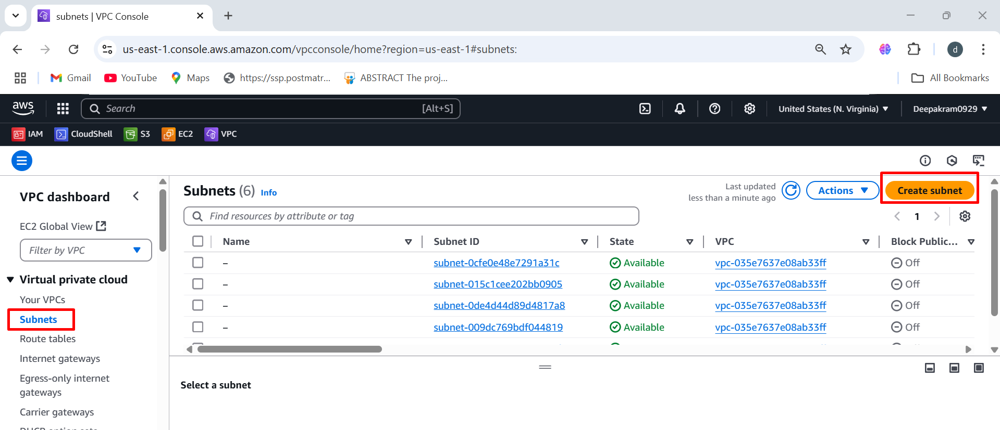 subnets | VPC Console
us-east-1.console.aws.amazon.com/vpcconsole/home?region=us-east-1#subnets:
d
Gmail
YouTube
Maps
https://ssp.postmatr...
ABSTRACT The proj...
All Bookmarks
aws
Search
[Alt+S]
United States (N. Virginia)
Deepakram0929
IAM
CloudShell
S3
EC2
VPC
VPC dashboard
EC2 Global View
Filter by VPC
Virtual private cloud
Your VPCs
Subnets
Route tables
Internet gateways
Egress-only internet
gateways
Carrier gateways
Subnets (6) Info
Last updated
less than a minute ago
Actions
Create subnet
Find resources by attribute or tag
1
Name Subnet ID State VPC Block Public...
– subnet-0cfe0e48e7291a31c Available vpc-035e7637e08ab33ff Off
– subnet-015c1cee202bb0905 Available vpc-035e7637e08ab33ff Off
– subnet-0de4d44d89d4817a8 Available vpc-035e7637e08ab33ff Off
– subnet-009dc769bdf044819 Available vpc-035e7637e08ab33ff Off
Select a subnet